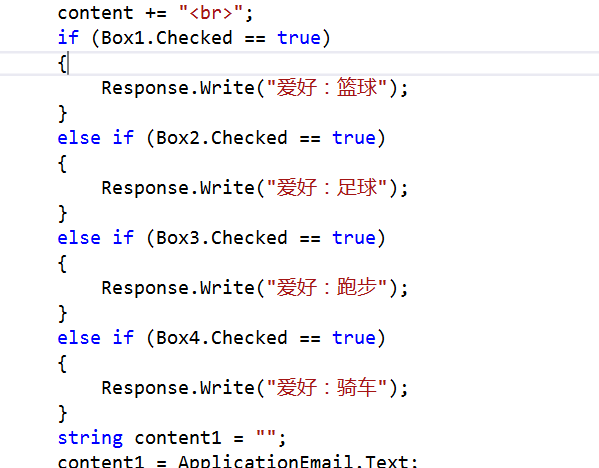 content += "<br>";
if (Box1.Checked == true)
{
Response.Write("爱好：篮球");
}
else if (Box2.Checked == true)
{
Response.Write("爱好：足球");
}
else if (Box3.Checked == true)
{
Response.Write("爱好：跑步");
}
else if (Box4.Checked == true)
{
Response.Write("爱好：骑车");
}
string content1 = "";
content1 = ApplicationEmail.Text;